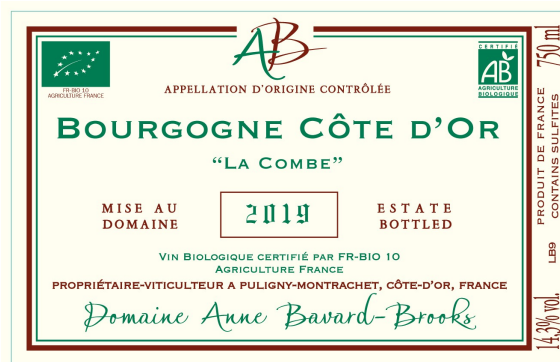 AB
FR-BIO 10
AGRICULTURE FRANCE
CERTIFIÉ
AB
AGRICULTURE
BIOLOGIQUE
APPELLATION D'ORIGINE CONTRÔLÉE
BOURGOGNE CÔTE D'OR
“LA COMBE”
MISE AU
DOMAINE
2019
ESTATE
BOTTLED
VIN BIOLOGIQUE CERTIFIÉ PAR FR-BIO 10
AGRICULTURE FRANCE
PROPRIÉTAIRE-VITICULTEUR A PULIGNY-MONTRACHET, CÔTE-D'OR, FRANCE
Domaine Anne Bavard-Brooks
14,3% vol. 750 ml
PRODUIT DE FRANCE
LB9 CONTAINS SULFITES